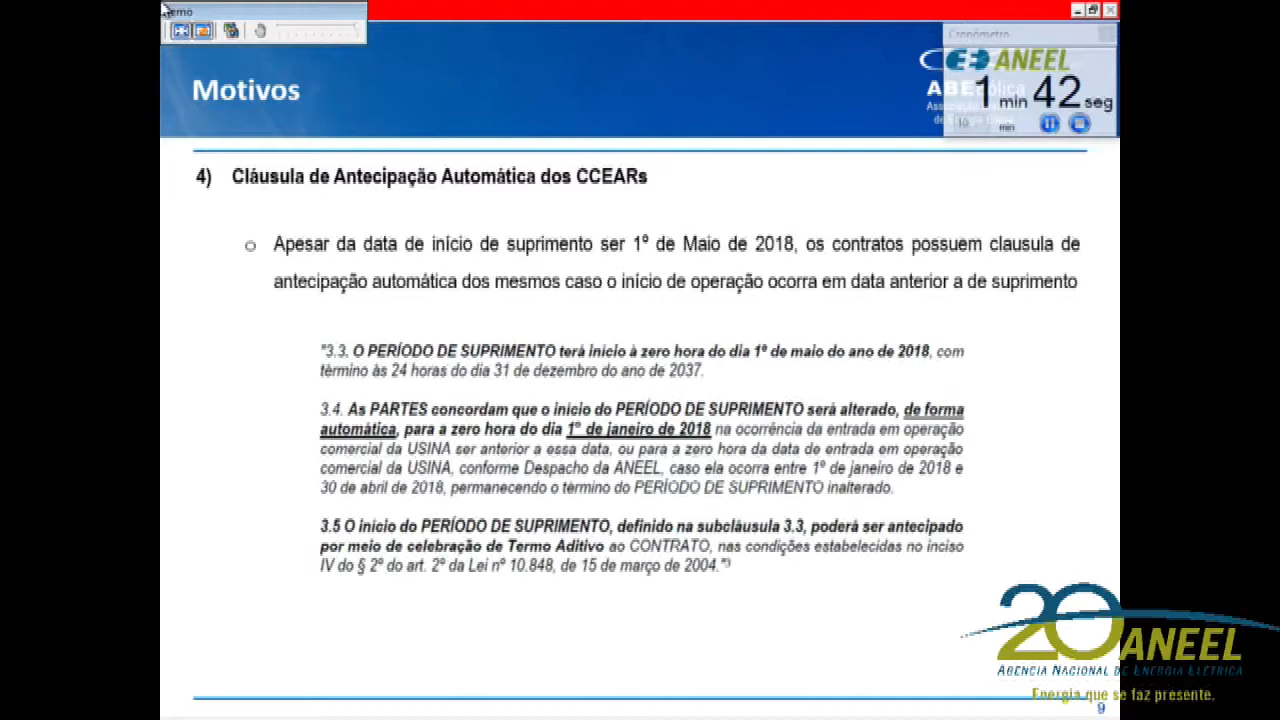 emo
Cronômetro
ANEEL
Motivos
1 min 42 seg
10 min
4) Cláusula de Antecipação Automática dos CCEARs
o Apesar da data de início de suprimento ser 1º de Maio de 2018, os contratos possuem clausula de
antecipação automática dos mesmos caso o início de operação ocorra em data anterior a de suprimento
"3.3. O PERÍODO DE SUPRIMENTO terá início à zero hora do dia 1º de maio do ano de 2018, com
término às 24 horas do dia 31 de dezembro do ano de 2037.
3.4. As PARTES concordam que o início do PERÍODO DE SUPRIMENTO será alterado, de forma
automática, para a zero hora do dia 1º de janeiro de 2018 na ocorrência da entrada em operação
comercial da USINA ser anterior a essa data, ou para a zero hora da data de entrada em operação
comercial da USINA, conforme Despacho da ANEEL, caso ela ocorra entre 1º de janeiro de 2018 e
30 de abril de 2018, permanecendo o término do PERÍODO DE SUPRIMENTO inalterado.
3.5 O início do PERÍODO DE SUPRIMENTO, definido na subcláusula 3.3, poderá ser antecipado
por meio de celebração de Termo Aditivo ao CONTRATO, nas condições estabelecidas no inciso
IV do § 2º do art. 2º da Lei nº 10.848, de 15 de março de 2004."
20 ANEEL
AGÊNCIA NACIONAL DE ENERGIA ELÉTRICA
Energia que se faz presente.
9